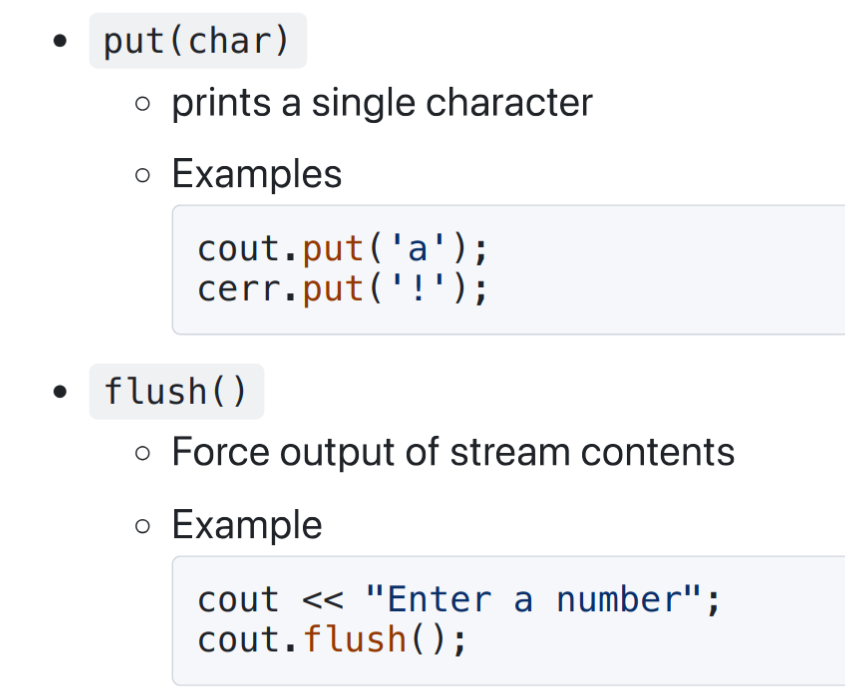 put(char)
prints a single character
Examples
cout.put('a');
cerr.put('!');
flush()
Force output of stream contents
Example
cout << "Enter a number";
cout.flush();